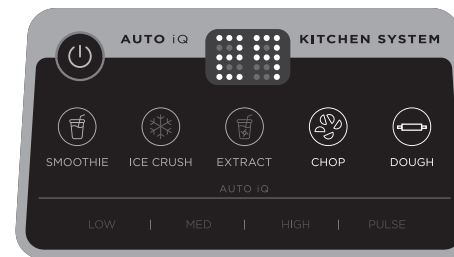 AUTO iQ KITCHEN SYSTEM
SMOOTHIE ICE CRUSH EXTRACT CHOP DOUGH
AUTO iQ
LOW | MED | HIGH | PULSE